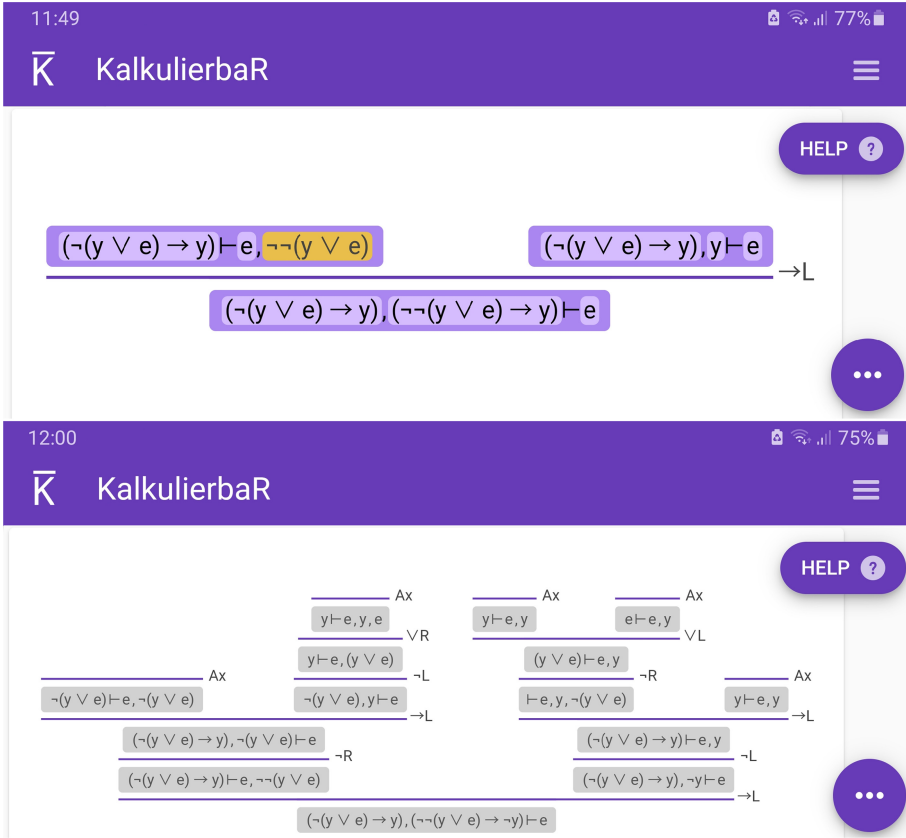 11:49 77%
K KalkulierbaR
HELP ?
(¬(y ∨ e) → y)⊢e,¬¬(y ∨ e) (¬(y ∨ e) → y),y⊢e
→L
(¬(y ∨ e) → y),(¬¬(y ∨ e) → y)⊢e
12:00 75%
K KalkulierbaR
HELP ?
Ax Ax Ax
y⊢e,y,e y⊢e,y e⊢e,y
∨R ∨L
y⊢e,(y ∨ e) (y ∨ e)⊢e,y
Ax ¬L ¬R Ax
¬(y ∨ e)⊢e,¬(y ∨ e) ¬(y ∨ e),y⊢e ⊢e,y,¬(y ∨ e) y⊢e,y
→L →L
(¬(y ∨ e) → y),¬(y ∨ e)⊢e (¬(y ∨ e) → y)⊢e,y
¬R ¬L
(¬(y ∨ e) → y)⊢e,¬¬(y ∨ e) (¬(y ∨ e) → y),¬y⊢e
→L
(¬(y ∨ e) → y),(¬¬(y ∨ e) → ¬y)⊢e